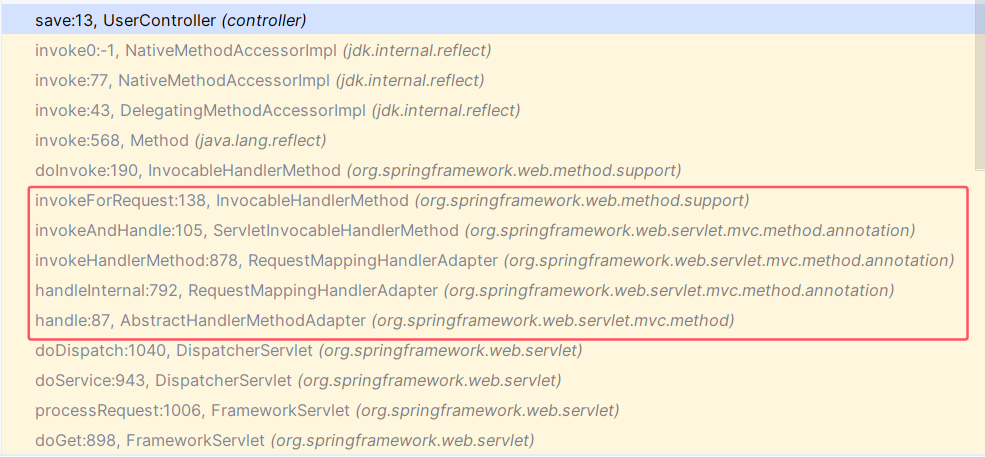 save:13, UserController (controller)
invoke0:-1, NativeMethodAccessorImpl (jdk.internal.reflect)
invoke:77, NativeMethodAccessorImpl (jdk.internal.reflect)
invoke:43, DelegatingMethodAccessorImpl (jdk.internal.reflect)
invoke:568, Method (java.lang.reflect)
doInvoke:190, InvocableHandlerMethod (org.springframework.web.method.support)
invokeForRequest:138, InvocableHandlerMethod (org.springframework.web.method.support)
invokeAndHandle:105, ServletInvocableHandlerMethod (org.springframework.web.servlet.mvc.method.annotation)
invokeHandlerMethod:878, RequestMappingHandlerAdapter (org.springframework.web.servlet.mvc.method.annotation)
handleInternal:792, RequestMappingHandlerAdapter (org.springframework.web.servlet.mvc.method.annotation)
handle:87, AbstractHandlerMethodAdapter (org.springframework.web.servlet.mvc.method)
doDispatch:1040, DispatcherServlet (org.springframework.web.servlet)
doService:943, DispatcherServlet (org.springframework.web.servlet)
processRequest:1006, FrameworkServlet (org.springframework.web.servlet)
doGet:898, FrameworkServlet (org.springframework.web.servlet)